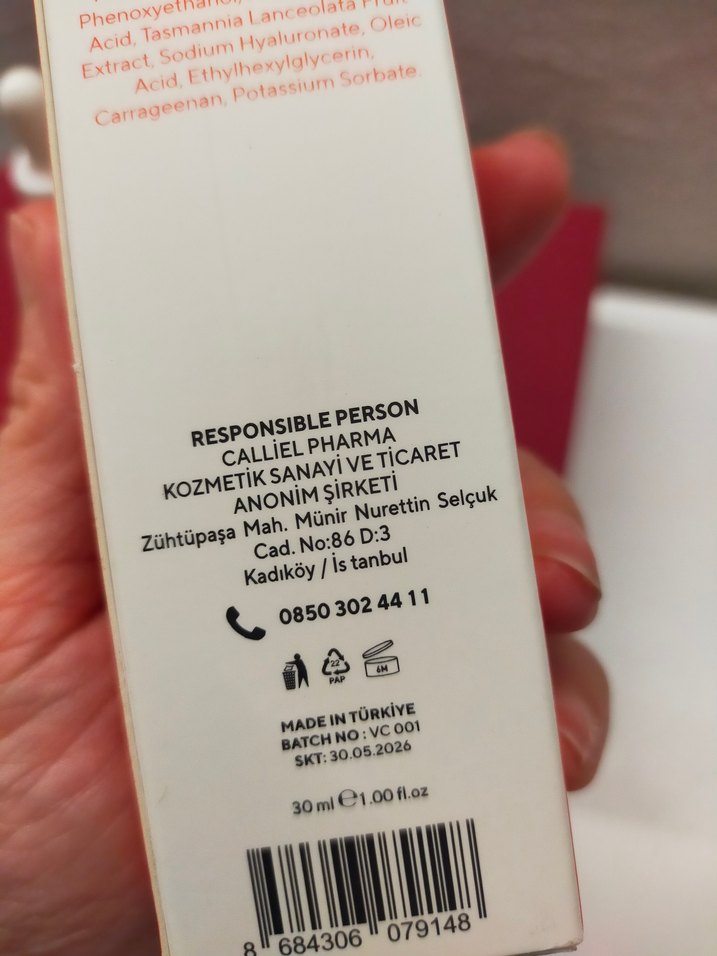 Phenoxyethanol,
Acid, Tasmannia Lanceolata Fruit
Extract, Sodium Hyaluronate, Oleic
Acid, Ethylhexylglycerin,
Carrageenan, Potassium Sorbate.
RESPONSIBLE PERSON
CALLİEL PHARMA
KOZMETİK SANAYİ VE TİCARET
ANONİM ŞİRKETİ
Zühtüpaşa Mah. Münir Nurettin Selçuk
Cad. No:86 D:3
Kadıköy / İs tanbul
0850 302 44 11
22
PAP
6M
MADE IN TÜRKİYE
BATCH NO : VC 001
SKT: 30.05.2026
30 ml ℮1.00 fl.oz
8 684306 079148